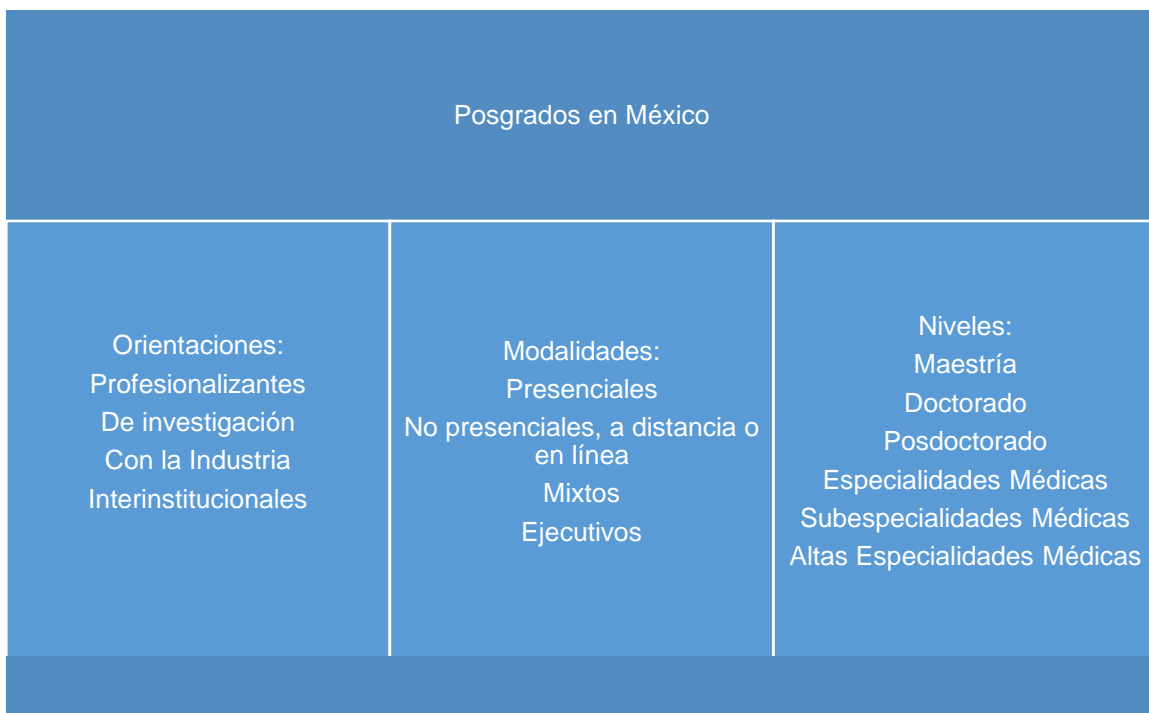 Posgrados en México
Orientaciones:
Profesionalizantes
De investigación
Con la Industria
Interinstitucionales
Modalidades:
Presenciales
No presenciales, a distancia o
en línea
Mixtos
Ejecutivos
Niveles:
Maestría
Doctorado
Posdoctorado
Especialidades Médicas
Subespecialidades Médicas
Altas Especialidades Médicas